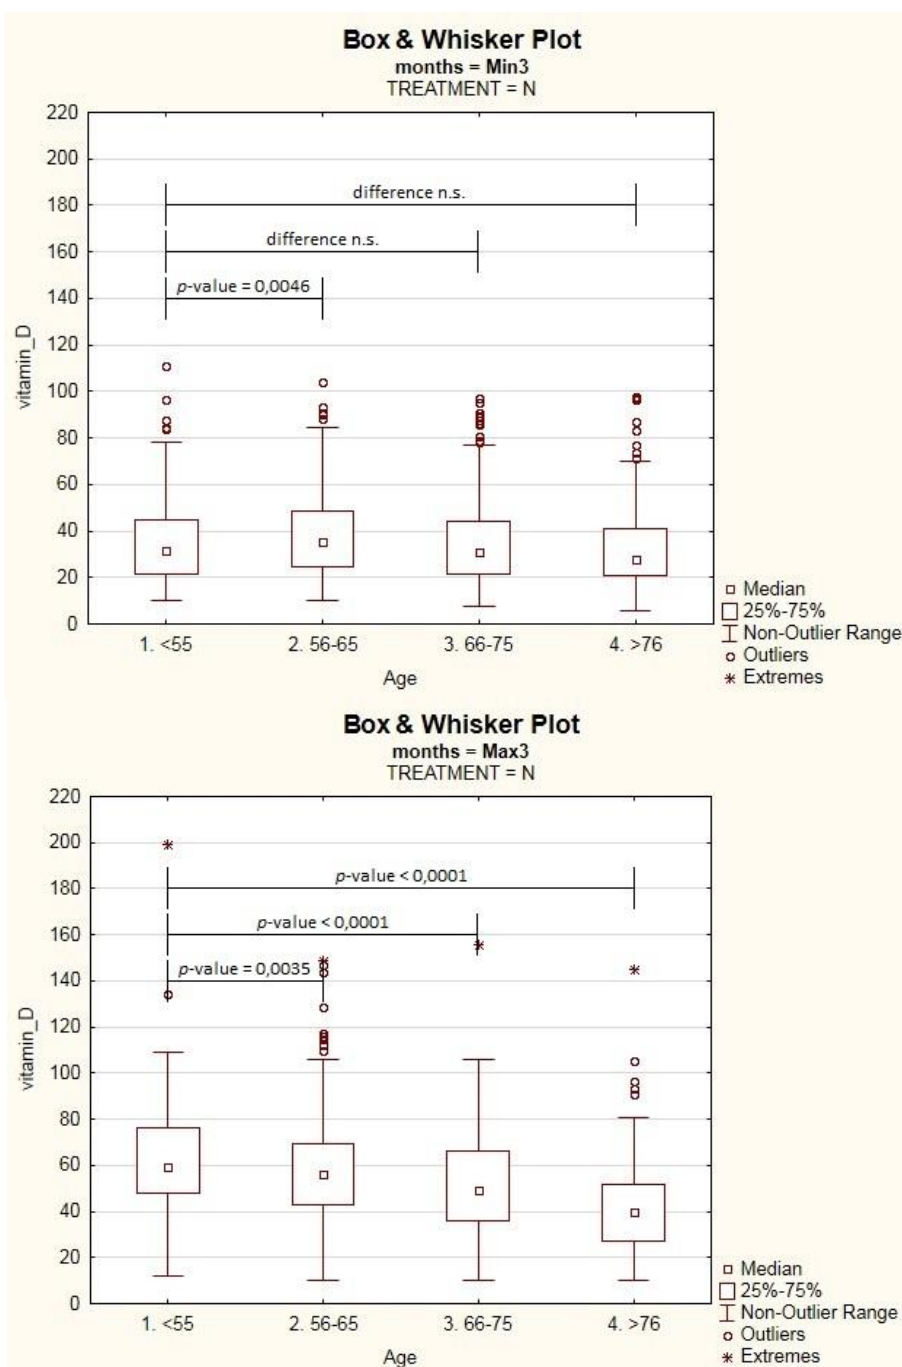 Box & Whisker Plot
months = Min3
TREATMENT = N
220
200
180
160
140
120
100
80
60
40
20
0
vitamin_D
difference n.s.
difference n.s.
p-value = 0,0046
1. <55 2. 56-65 3. 66-75 4. >76
Age
Median
25%-75%
Non-Outlier Range
Outliers
Extremes
Box & Whisker Plot
months = Max3
TREATMENT = N
220
200
180
160
140
120
100
80
60
40
20
0
vitamin_D
p-value < 0,0001
p-value < 0,0001
p-value = 0,0035
1. <55 2. 56-65 3. 66-75 4. >76
Age
Median
25%-75%
Non-Outlier Range
Outliers
Extremes